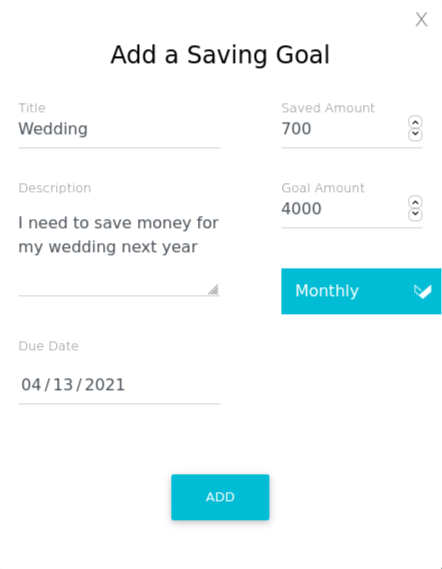 X
Add a Saving Goal
Title
Wedding
Saved Amount
700
Description
I need to save money for
my wedding next year
Goal Amount
4000
Monthly
Due Date
04/13/2021
ADD